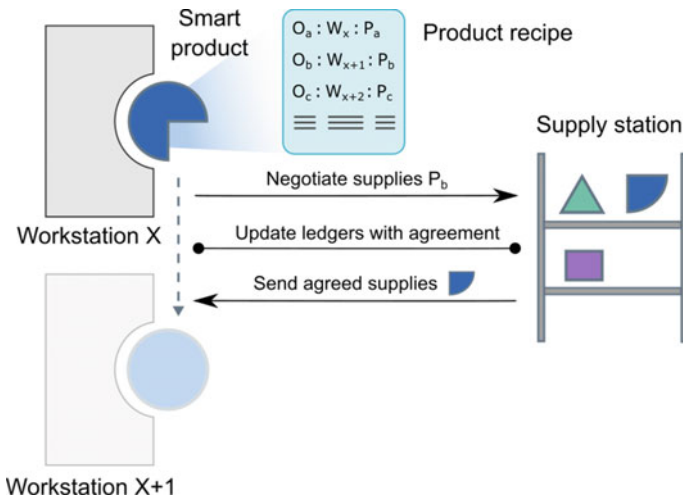 Smart
product
Product recipe
Oa : Wx : Pa
Ob : Wx+1 : Pb
Oc : Wx+2 : Pc
Supply station
Negotiate supplies Pb
Workstation X
Update ledgers with agreement
Send agreed supplies
Workstation X+1